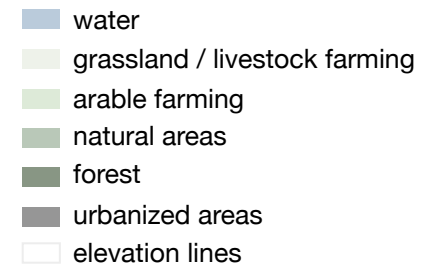 water
grassland / livestock farming
arable farming
natural areas
forest
urbanized areas
elevation lines